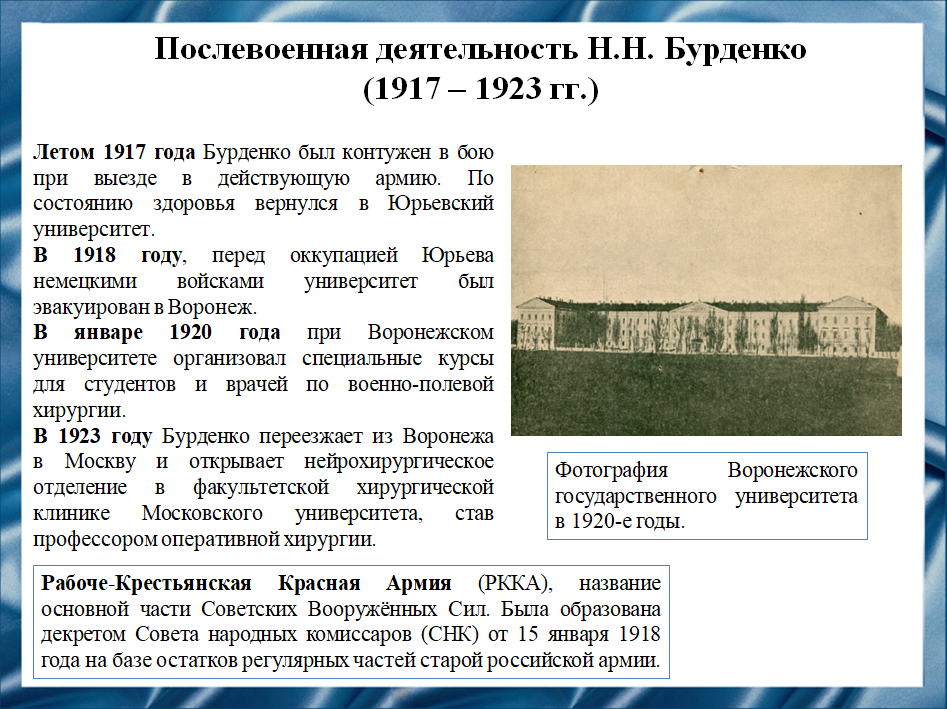 Послевоенная деятельность Н.Н. Бурденко
(1917 – 1923 гг.)
Летом 1917 года Бурденко был контужен в бою
при выезде в действующую армию. По
состоянию здоровья вернулся в Юрьевский
университет.
В 1918 году, перед оккупацией Юрьева
немецкими войсками университет был
эвакуирован в Воронеж.
В январе 1920 года при Воронежском
университете организовал специальные курсы
для студентов и врачей по военно-полевой
хирургии.
В 1923 году Бурденко переезжает из Воронежа
в Москву и открывает нейрохирургическое
отделение в факультетской хирургической
клинике Московского университета, став
профессором оперативной хирургии.
Фотография Воронежского
государственного университета
в 1920-е годы.
Рабоче-Крестьянская Красная Армия (РККА), название
основной части Советских Вооружённых Сил. Была образована
декретом Совета народных комиссаров (СНК) от 15 января 1918
года на базе остатков регулярных частей старой российской армии.